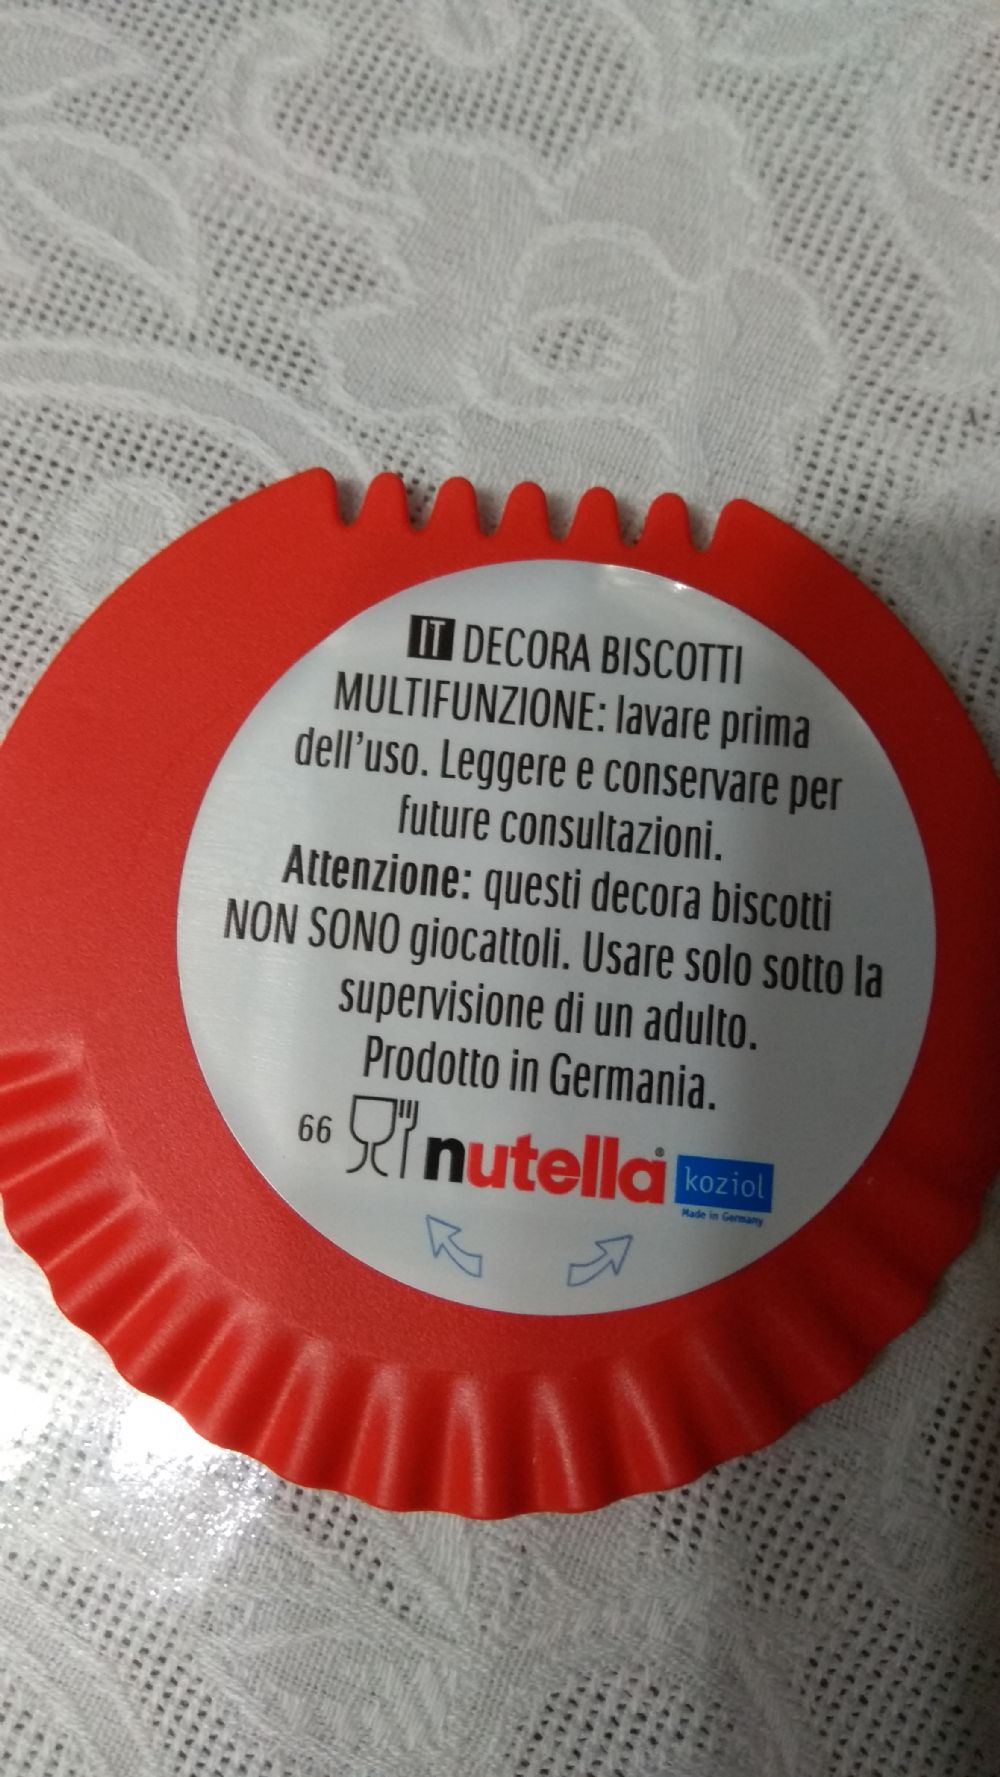 IT DECORA BISCOTTI
MULTIFUNZIONE: lavare prima
dell'uso. Leggere e conservare per
future consultazioni.
Attenzione: questi decora biscotti
NON SONO giocattoli. Usare solo sotto la
supervisione di un adulto.
Prodotto in Germania.
66 nutella® koziol
Made in Germany